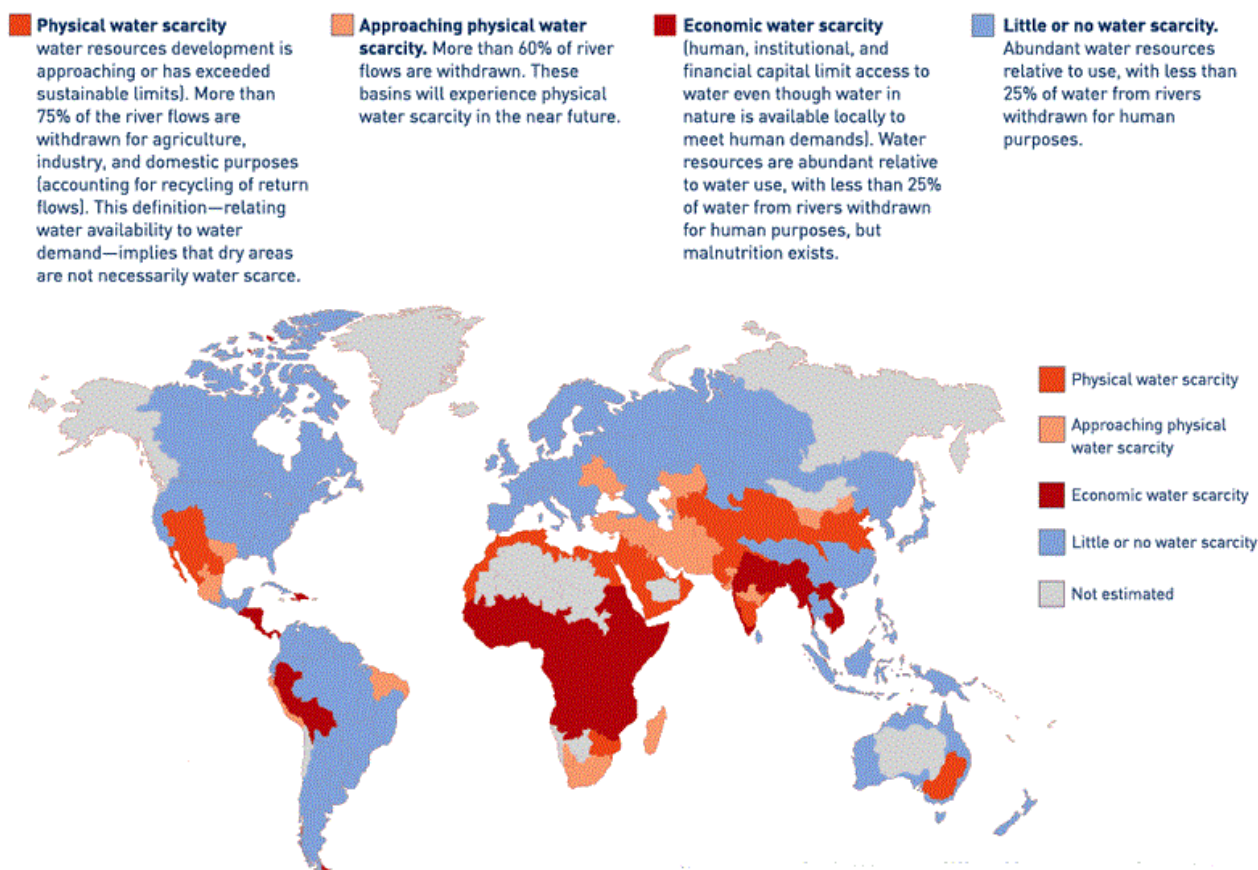 Physical water scarcity
water resources development is
approaching or has exceeded
sustainable limits). More than
75% of the river flows are
withdrawn for agriculture,
industry, and domestic purposes
(accounting for recycling of return
flows). This definition—relating
water availability to water
demand—implies that dry areas
are not necessarily water scarce.
Approaching physical water
scarcity. More than 60% of river
flows are withdrawn. These
basins will experience physical
water scarcity in the near future.
Economic water scarcity
(human, institutional, and
financial capital limit access to
water even though water in
nature is available locally to
meet human demands). Water
resources are abundant relative
to water use, with less than 25%
of water from rivers withdrawn
for human purposes, but
malnutrition exists.
Little or no water scarcity.
Abundant water resources
relative to use, with less than
25% of water from rivers
withdrawn for human
purposes.
Physical water scarcity
Approaching physical
water scarcity
Economic water scarcity
Little or no water scarcity
Not estimated